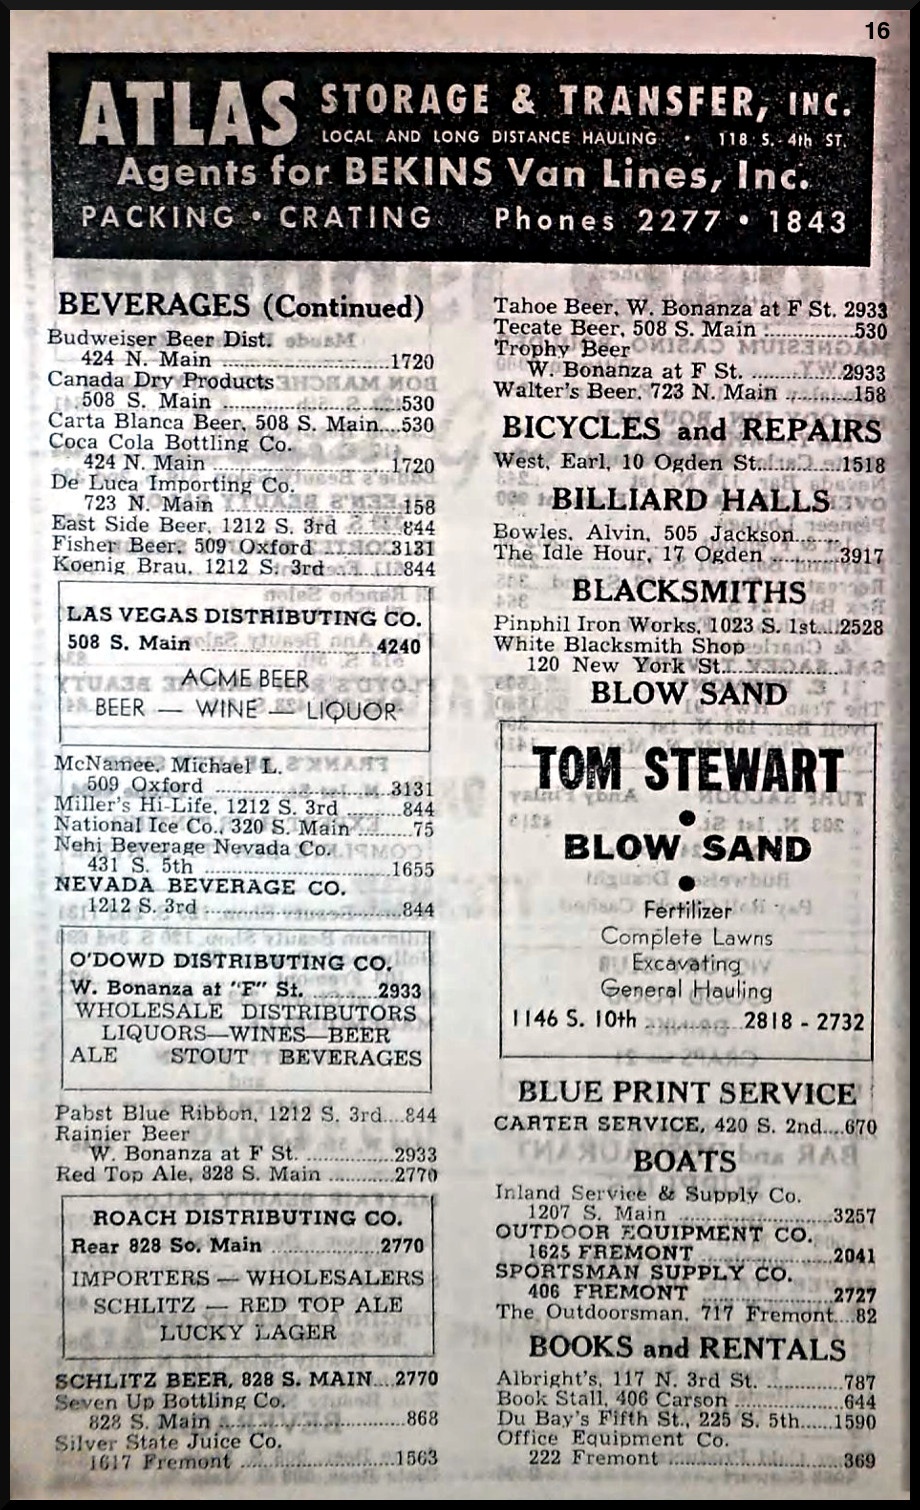 16
ATLAS STORAGE & TRANSFER, INC.
LOCAL AND LONG DISTANCE HAULING • 118 S. 4th ST.
Agents for BEKINS Van Lines, Inc.
PACKING • CRATING Phones 2277 • 1843
BEVERAGES (Continued)
Budweiser Beer Dist.
424 N. Main ........................1720
Canada Dry Products
508 S. Main ........................530
Carta Blanca Beer, 508 S. Main....530
Coca Cola Bottling Co.
424 N. Main ........................1720
De Luca Importing Co.
723 N. Main ........................158
East Side Beer, 1212 S. 3rd ........844
Fisher Beer, 509 Oxford ..........3131
Koenig Brau, 1212 S. 3rd ..........844
LAS VEGAS DISTRIBUTING CO.
508 S. Main ........................4240
ACME BEER
BEER — WINE — LIQUOR
McNamee, Michael L.
509 Oxford ........................3131
Miller's Hi-Life, 1212 S. 3rd ........844
National Ice Co., 320 S. Main ........75
Nehi Beverage Nevada Co.
431 S. 5th ........................1655
NEVADA BEVERAGE CO.
1212 S. 3rd ........................844
O'DOWD DISTRIBUTING CO.
W. Bonanza at "F" St. ..........2933
WHOLESALE DISTRIBUTORS
LIQUORS—WINES—BEER
ALE STOUT BEVERAGES
Pabst Blue Ribbon, 1212 S. 3rd....844
Rainier Beer
W. Bonanza at F St. ..............2933
Red Top Ale, 828 S. Main ..........2770
ROACH DISTRIBUTING CO.
Rear 828 So. Main ................2770
IMPORTERS — WHOLESALERS
SCHLITZ — RED TOP ALE
LUCKY LAGER
SCHLITZ BEER, 828 S. MAIN....2770
Seven Up Bottling Co.
828 S. Main ........................868
Silver State Juice Co.
1617 Fremont ......................1563
Tahoe Beer, W. Bonanza at F St. 2933
Tecate Beer, 508 S. Main ............530
Trophy Beer
W. Bonanza at F St. ............2933
Walter's Beer, 723 N. Main ..........158
BICYCLES and REPAIRS
West, Earl, 10 Ogden St............1518
BILLIARD HALLS
Bowles, Alvin, 505 Jackson.......
The Idle Hour, 17 Ogden ..........3917
BLACKSMITHS
Pinphil Iron Works, 1023 S. 1st....2528
White Blacksmith Shop
120 New York St...................834
BLOW SAND
TOM STEWART
•
BLOW SAND
•
Fertilizer
Complete Lawns
Excavating
General Hauling
1146 S. 10th .............. 2818 - 2732
BLUE PRINT SERVICE
CARTER SERVICE, 420 S. 2nd....670
BOATS
Inland Service & Supply Co.
1207 S. Main ......................3257
OUTDOOR EQUIPMENT CO.
1625 FREMONT ..................2041
SPORTSMAN SUPPLY CO.
406 FREMONT ....................2727
The Outdoorsman, 717 Fremont....82
BOOKS and RENTALS
Albright's, 117 N. 3rd St. ............787
Book Stall, 406 Carson ................644
Du Bay's Fifth St., 225 S. 5th......1590
Office Equipment Co.
222 Fremont ........................369